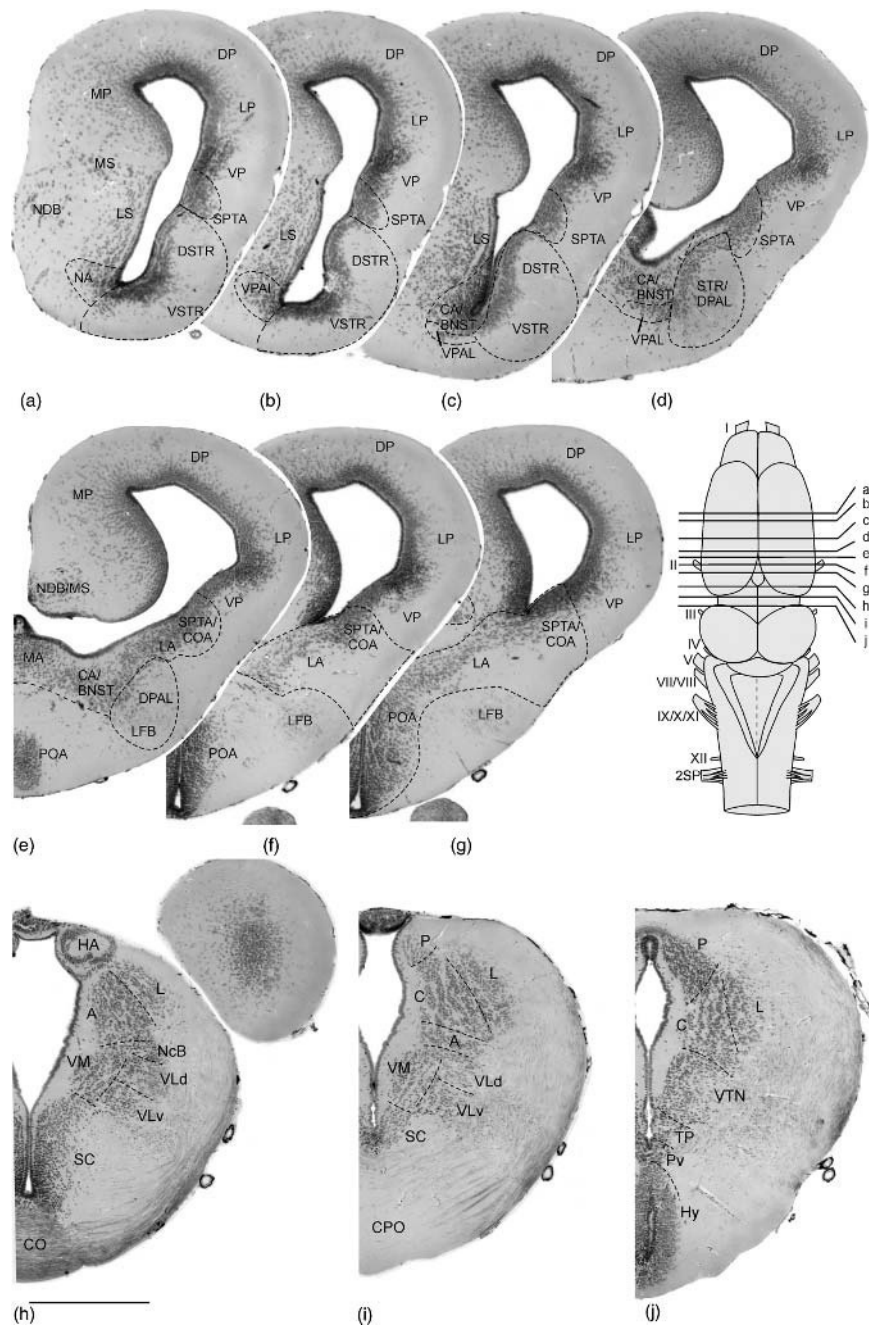 DP
MP
LP
MS
VP
NDB
LS
SPTA
DSTR
NA
VSTR
(a)
DP
LP
VP
LS
SPTA
DSTR
VPAl
VSTR
(b)
DP
LP
VP
LS
SPTA
DSTR
CA/
BNST
VSTR
VPAL
(c)
DP
LP
VP
SPTA
CA/
BNST
STR/
DPAL
VPAL
(d)
DP
MP
LP
NDB/MS
VP
SPTA/
COA
MA
LA
CA/
BNST
DPAL
LFB
POA
(e)
DP
LP
VP
SPTA/
COA
LA
LFB
POA
(f)
DP
LP
VP
SPTA/
COA
LA
POA
LFB
(g)
I
a
b
c
d
e
II
f
g
h
III
i
j
IV
V
VII/VIII
IX/X/XI
XII
2SP
HA
L
A
NcB
VM
VLd
VLv
SC
CO
(h)
P
L
C
A
VM
VLd
VLv
SC
CPO
(i)
P
L
C
VTN
TP
Pv
Hy
(j)